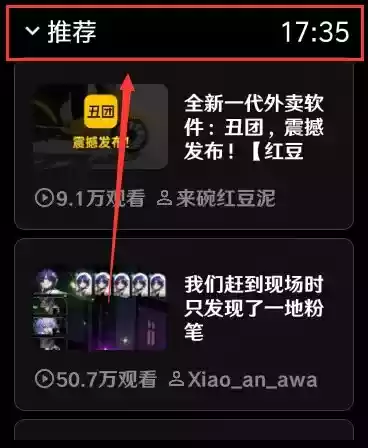 推荐
17:35
丑团
震撼发布!
全新一代外卖软
件:丑团,震撼
发布!【红豆
9.1万观看
来碗红豆泥
我们赶到现场时
只发现了一地粉
笔
50.7万观看
Xiao_an_awa